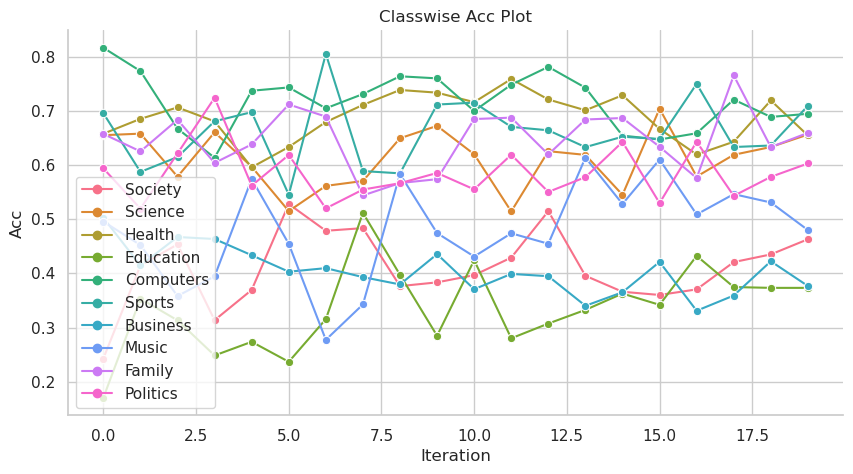 Classwise Acc Plot
Acc
0.8
0.7
0.6
0.5
0.4
0.3
0.2
Society
Science
Health
Education
Computers
Sports
Business
Music
Family
Politics
0.0 2.5 5.0 7.5 10.0 12.5 15.0 17.5
Iteration